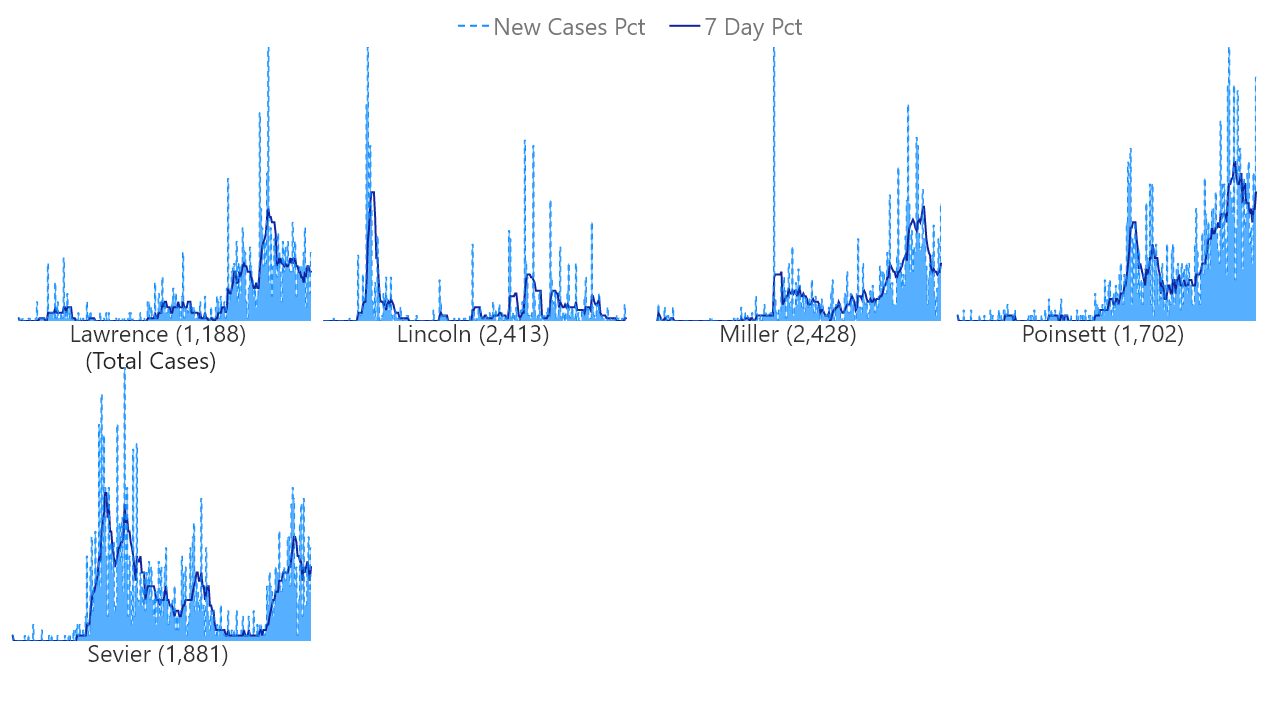 New Cases Pct 7 Day Pct
Lawrence (1,188) Lincoln (2,413) Miller (2,428) Poinsett (1,702)
(Total Cases)
Sevier (1,881)